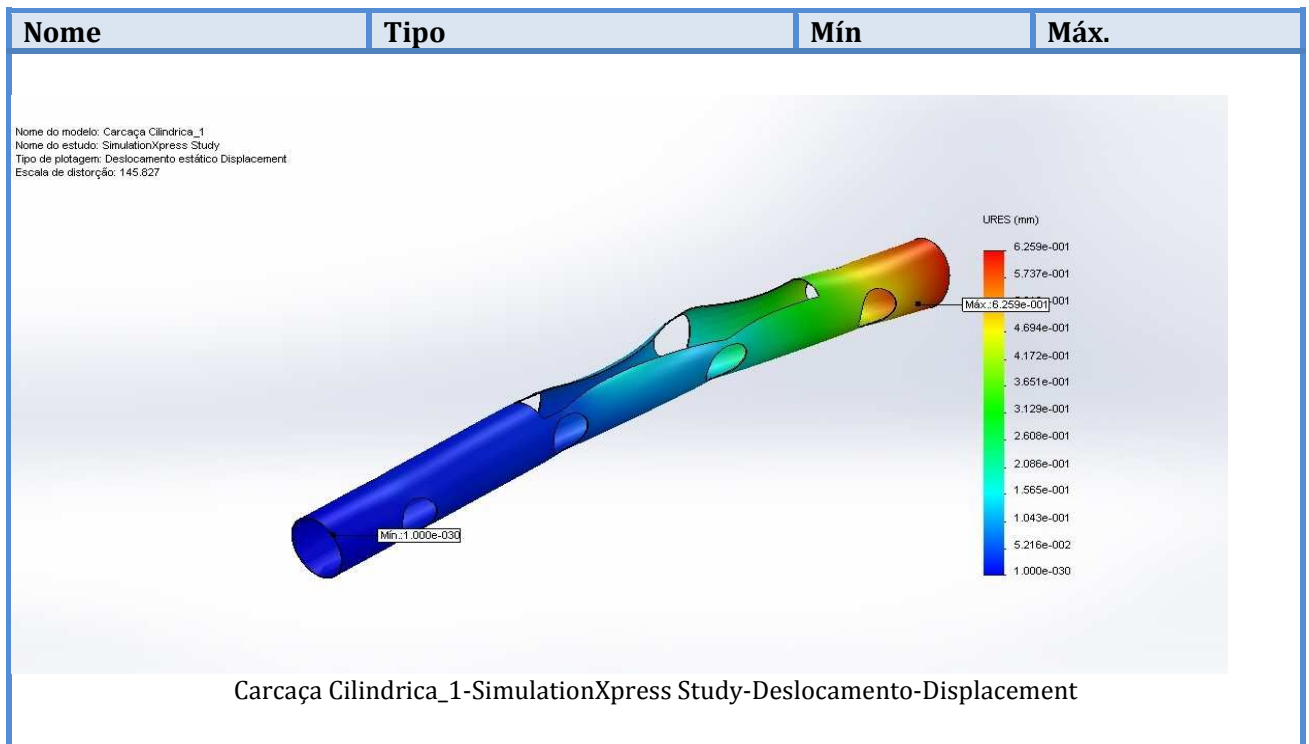 Nome Tipo Mín Máx.
Nome do modelo: Carcaça Cilíndrica_1
Nome do estudo: SimulationXpress Study
Tipo de plotagem: Deslocamento estático Displacement
Escala de distorção: 145.827
URES (mm)
6.259e-001
5.737e-001
Máx.:6.259e-001
4.694e-001
4.172e-001
3.651e-001
3.129e-001
2.608e-001
2.086e-001
1.565e-001
1.043e-001
5.216e-002
1.000e-030
Mín.:1.000e-030
Carcaça Cilindrica_1-SimulationXpress Study-Deslocamento-Displacement